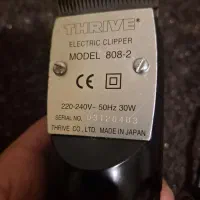 THRIVE
ELECTRIC CLIPPER
MODEL 808-2
CE
220-240V~ 50Hz 30W
SERIAL NO.
THRIVE CO., LTD. MADE IN JAPAN